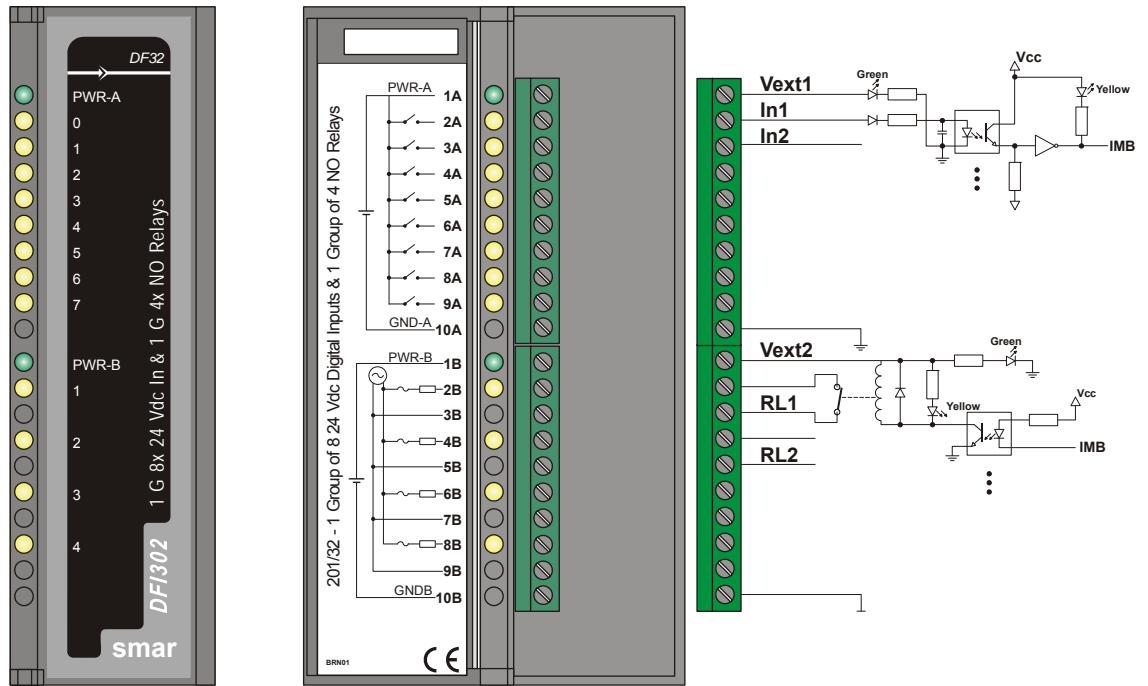 DF32
PWR-A
0
1
2
3
4
5
6
7
PWR-B
1
2
3
4
1 G 8x 24 Vdc In & 1 G 4x NO Relays
DFI302
smar
201/32 - 1 Group of 8 24 Vdc Digital Inputs & 1 Group of 4 NO Relays
PWR-A 1A
2A
3A
4A
5A
6A
7A
8A
9A
GND-A 10A
PWR-B 1B
2B
3B
4B
5B
6B
7B
8B
9B
GNDB 10B
BRN01
CE
Vext1
In1
In2
Green
Vcc
Yellow
IMB
Vext2
RL1
RL2
Green
Yellow
Vcc
IMB